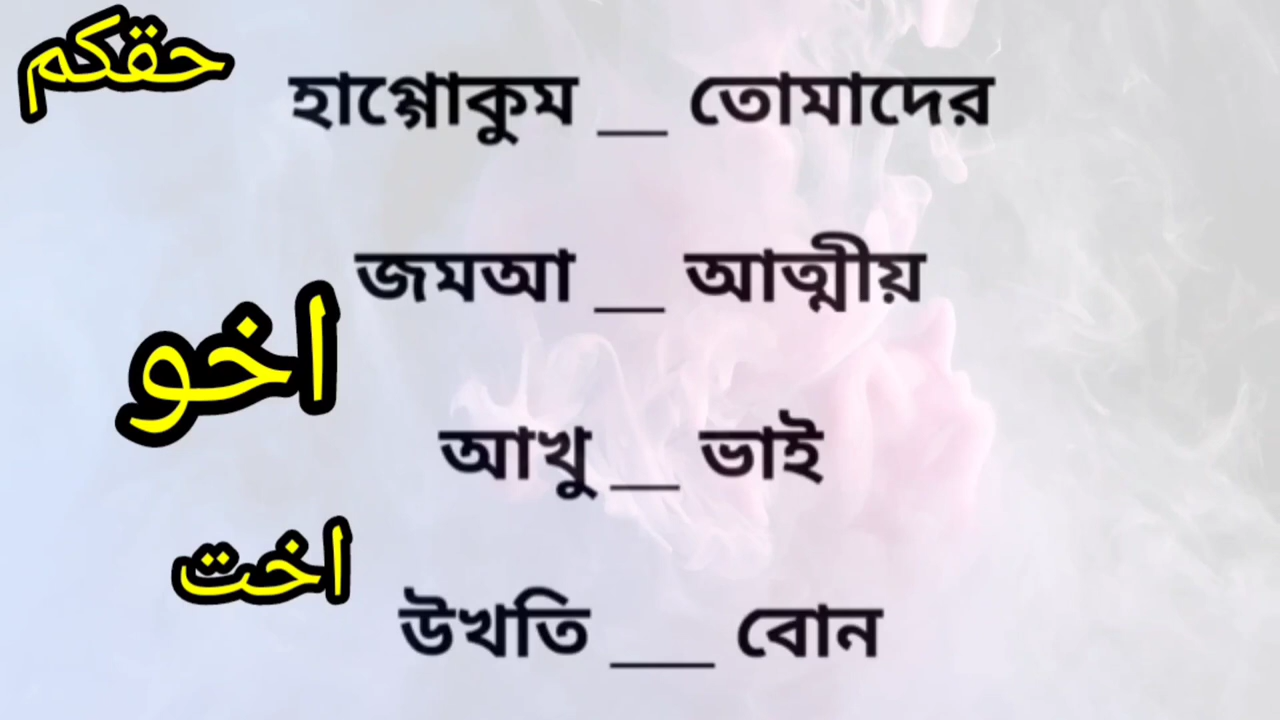 حقكم
হাগ্গোকুম __ তোমাদের
জমআ __ আত্মীয়
اخو
আখু __ ভাই
اخت
উখতি ___ বোন